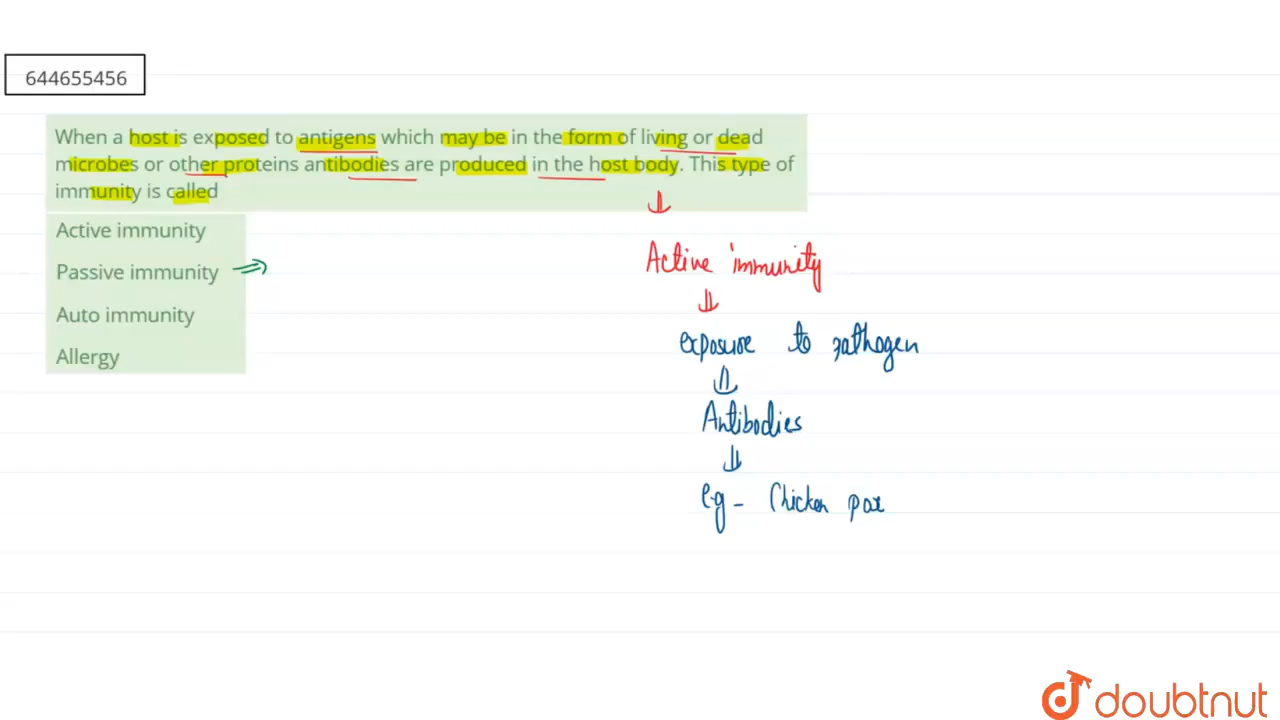 644655456
When a host is exposed to antigens which may be in the form of living or dead
microbes or other proteins antibodies are produced in the host body. This type of
immunity is called
Active immunity
Passive immunity
Auto immunity
Allergy
Active immunity
exposure to pathogen
Antibodies
e.g - Chicken pox
doubtnut